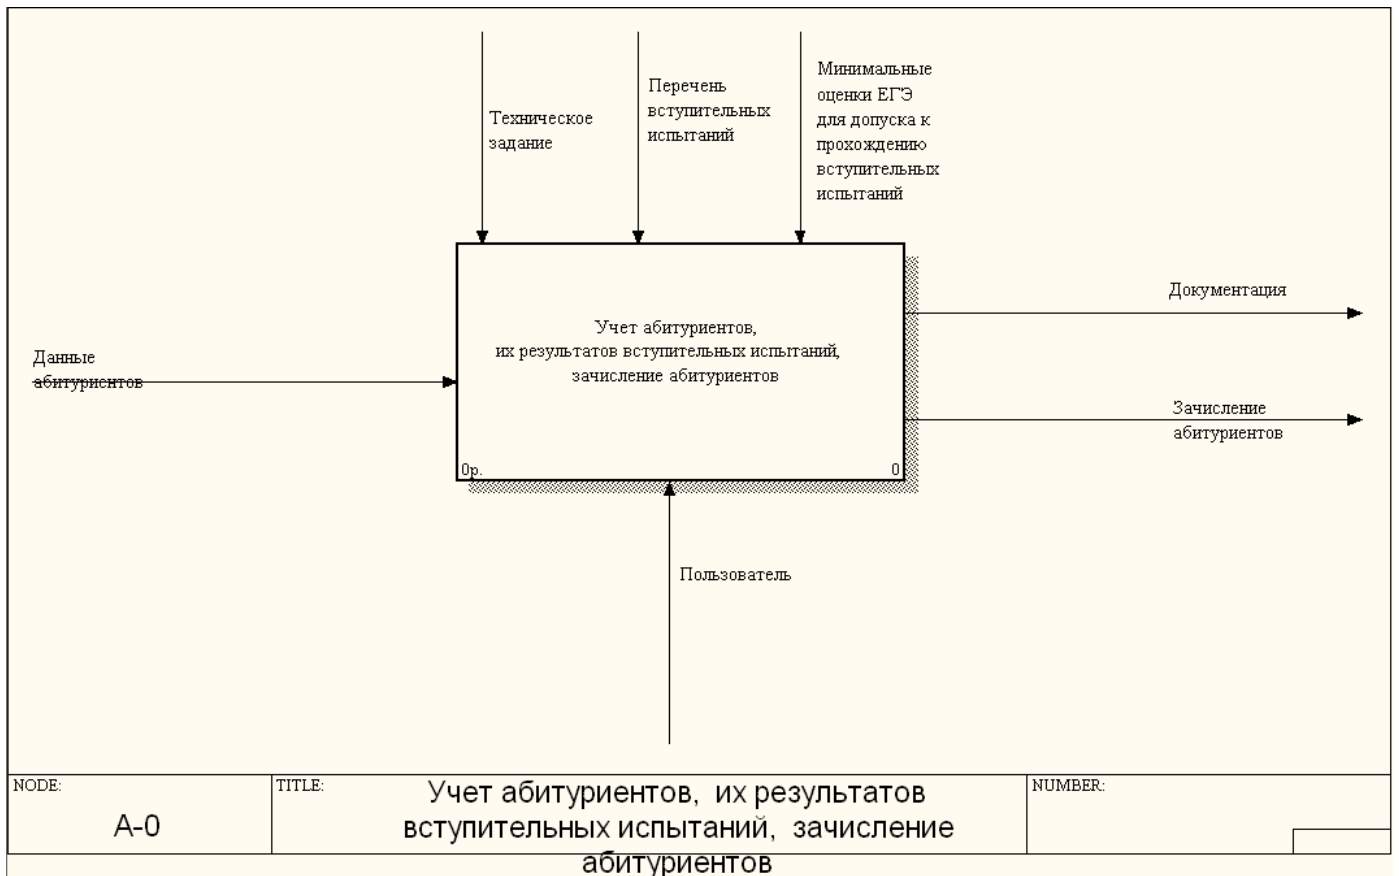 Техническое
задание
Перечень
вступительных
испытаний
Минимальные
оценки ЕГЭ
для допуска к
прохождению
вступительных
испытаний
Данные
абитуриентов
Учет абитуриентов,
их результатов вступительных испытаний,
зачисление абитуриентов
0р.
0
Документация
Зачисление
абитуриентов
Пользователь
NODE:
A-0
TITLE:
Учет абитуриентов, их результатов
вступительных испытаний, зачисление
абитуриентов
NUMBER: